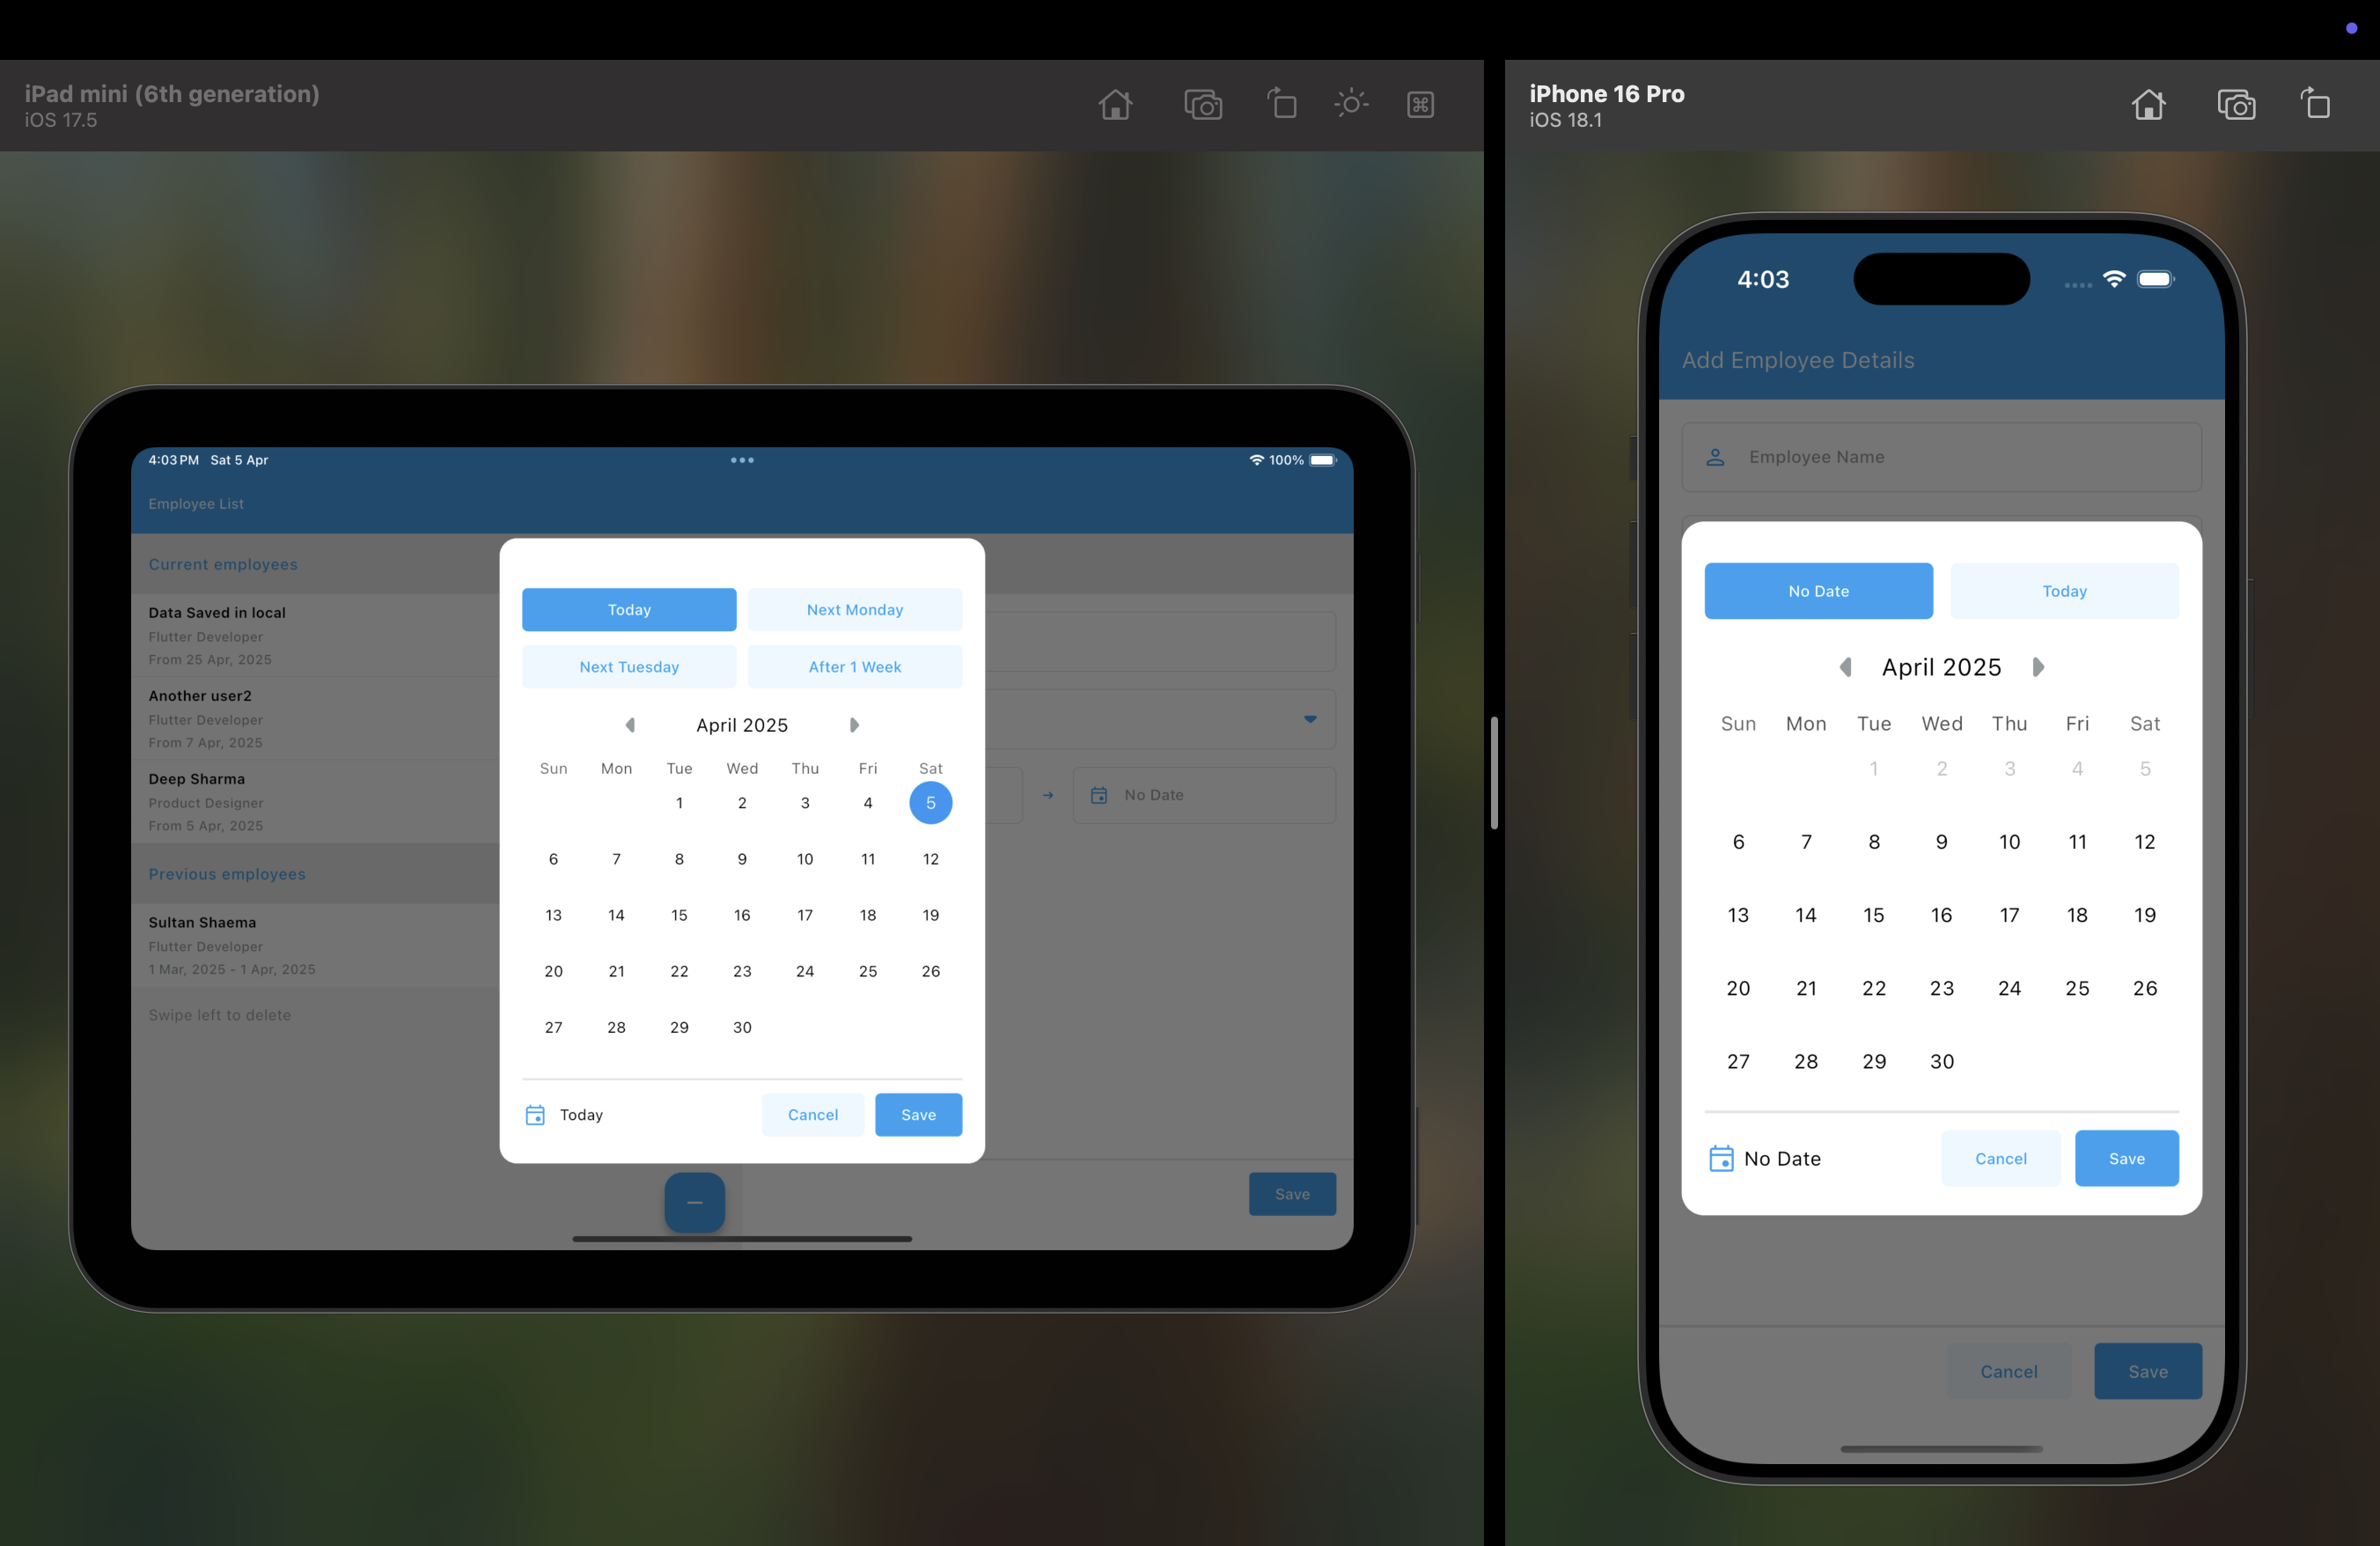 iPad mini (6th generation)
iOS 17.5
4:03 PM Sat 5 Apr
100%
Employee List
Current employees
Data Saved in local
Flutter Developer
From 25 Apr, 2025
Another user2
Flutter Developer
From 7 Apr, 2025
Deep Sharma
Product Designer
From 5 Apr, 2025
Previous employees
Sultan Shaema
Flutter Developer
1 Mar, 2025 - 1 Apr, 2025
Swipe left to delete
Today Next Monday
Next Tuesday After 1 Week
April 2025
Sun Mon Tue Wed Thu Fri Sat
1 2 3 4 5
6 7 8 9 10 11 12
13 14 15 16 17 18 19
20 21 22 23 24 25 26
27 28 29 30
Today Cancel Save
No Date
Save
iPhone 16 Pro
iOS 18.1
4:03
Add Employee Details
Employee Name
No Date Today
April 2025
Sun Mon Tue Wed Thu Fri Sat
1 2 3 4 5
6 7 8 9 10 11 12
13 14 15 16 17 18 19
20 21 22 23 24 25 26
27 28 29 30
No Date Cancel Save
Cancel Save